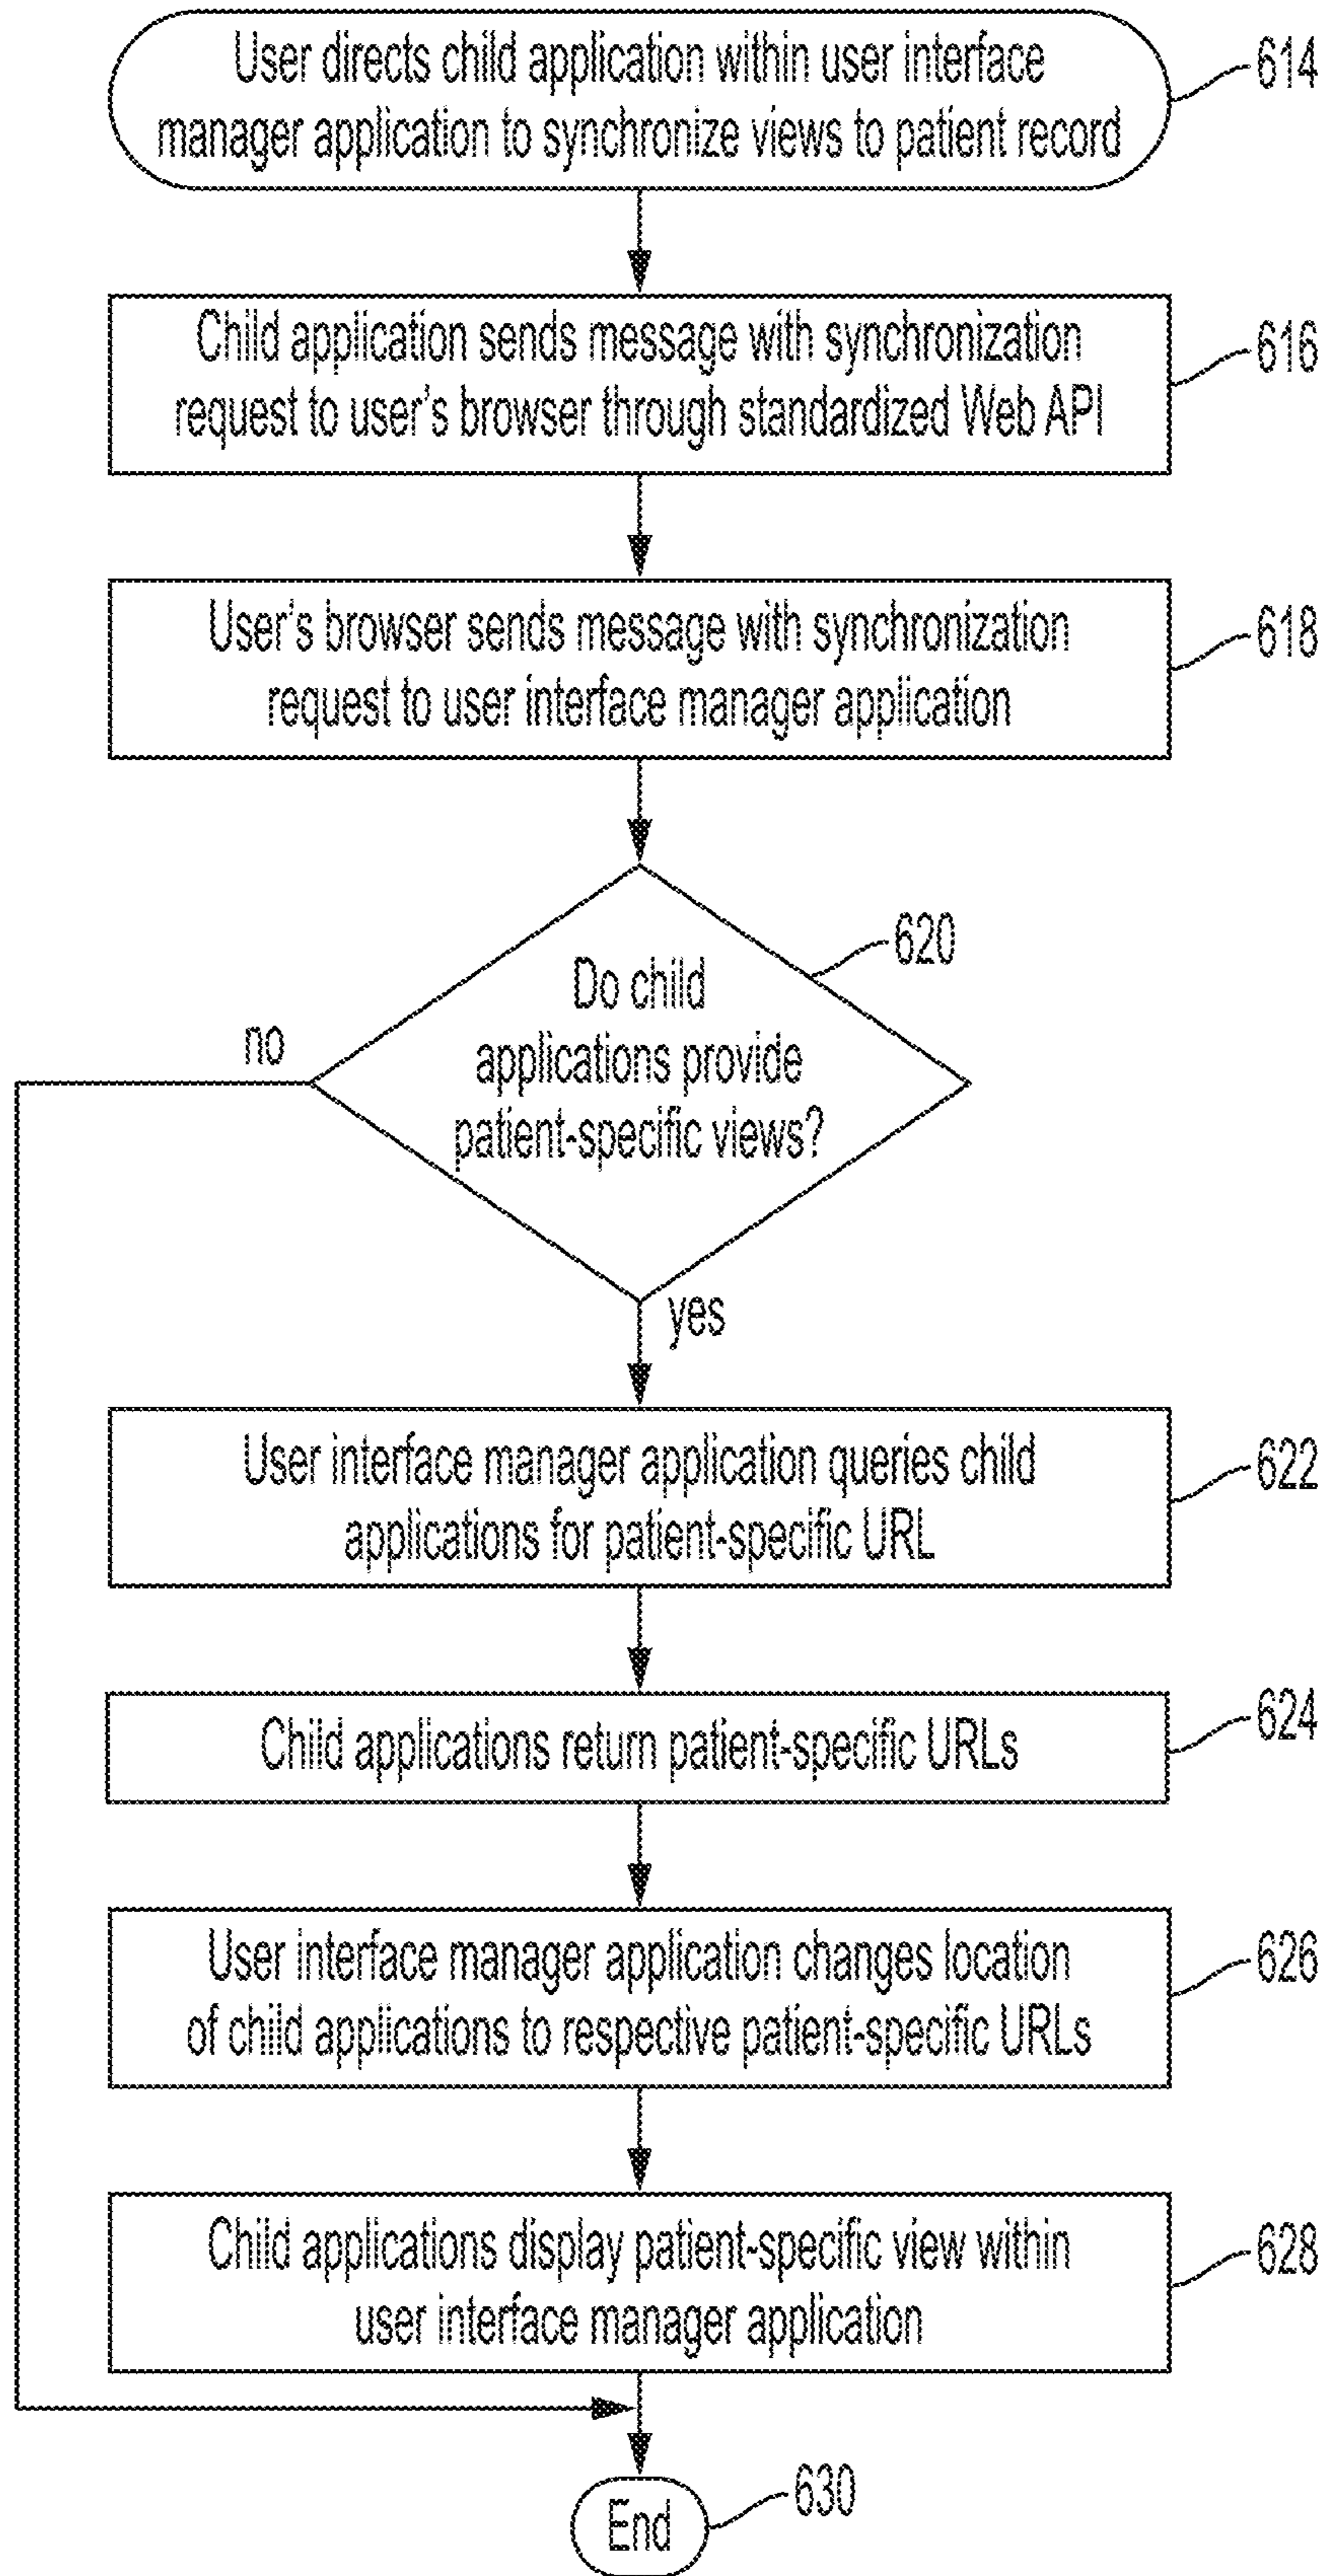 User directs child application within user interface
manager application to synchronize views to patient record
614
Child application sends message with synchronization
request to user's browser through standardized Web API
616
User's browser sends message with synchronization
request to user interface manager application
618
Do child
applications provide
patient-specific views?
620
no
yes
User interface manager application queries child
applications for patient-specific URL
622
Child applications return patient-specific URLs
624
User interface manager application changes location
of child applications to respective patient-specific URLs
626
Child applications display patient-specific view within
user interface manager application
628
End
630